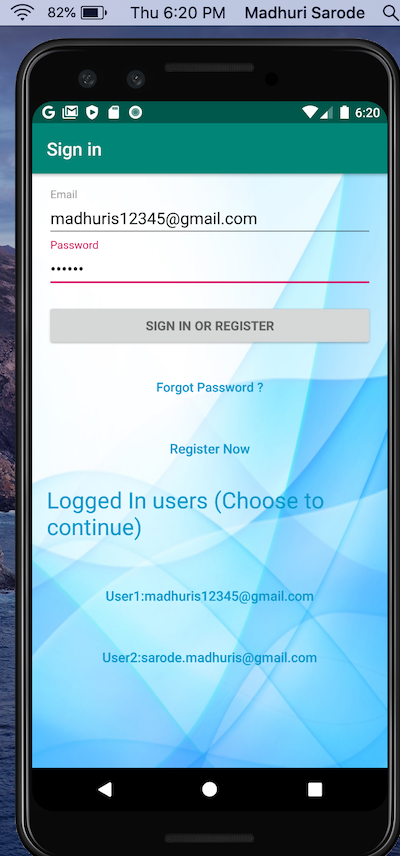 82% Thu 6:20 PM Madhuri Sarode
G 6:20
Sign in
Email
madhuris12345@gmail.com
Password
••••••
SIGN IN OR REGISTER
Forgot Password ?
Register Now
Logged In users (Choose to
continue)
User1:madhuris12345@gmail.com
User2:sarode.madhuris@gmail.com